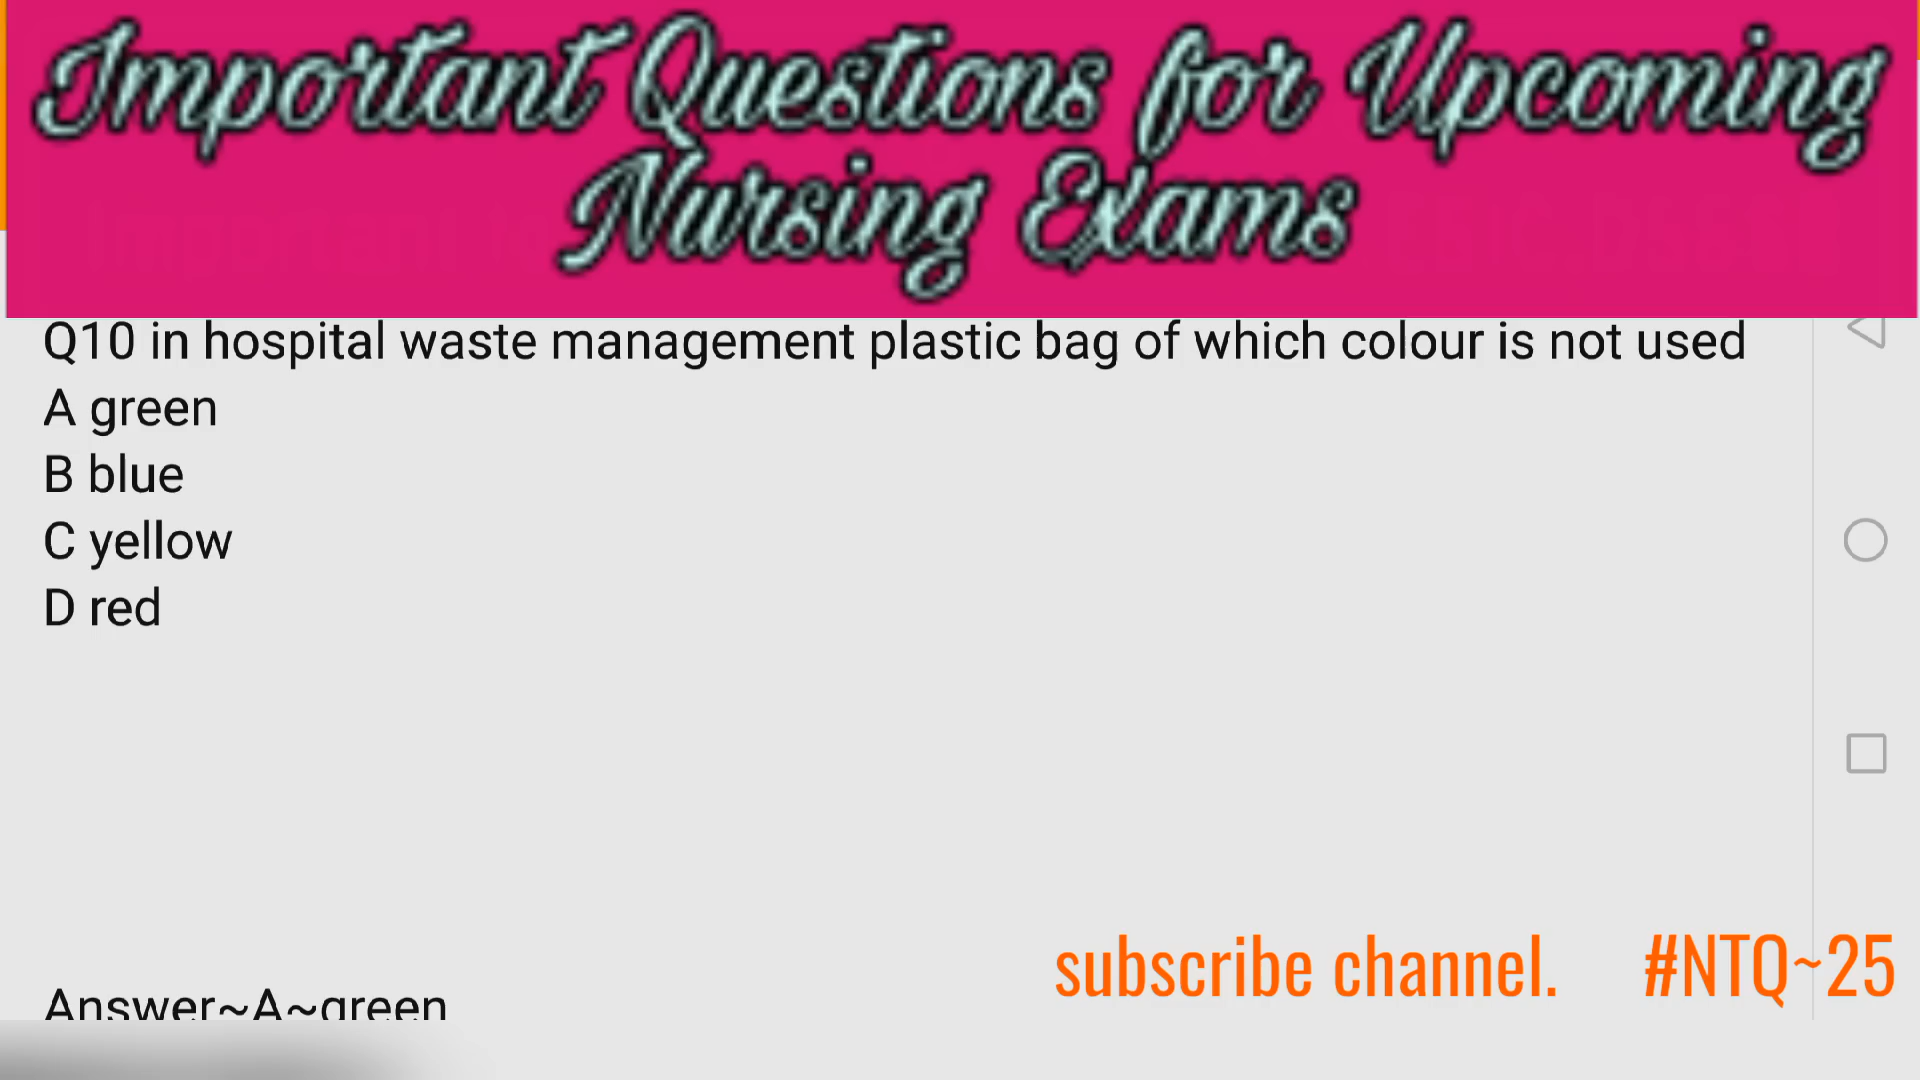 Important Questions for Upcoming
Nursing Exams
Q10 in hospital waste management plastic bag of which colour is not used
A green
B blue
C yellow
D red
subscribe channel. #NTQ~25
Answer~A~green